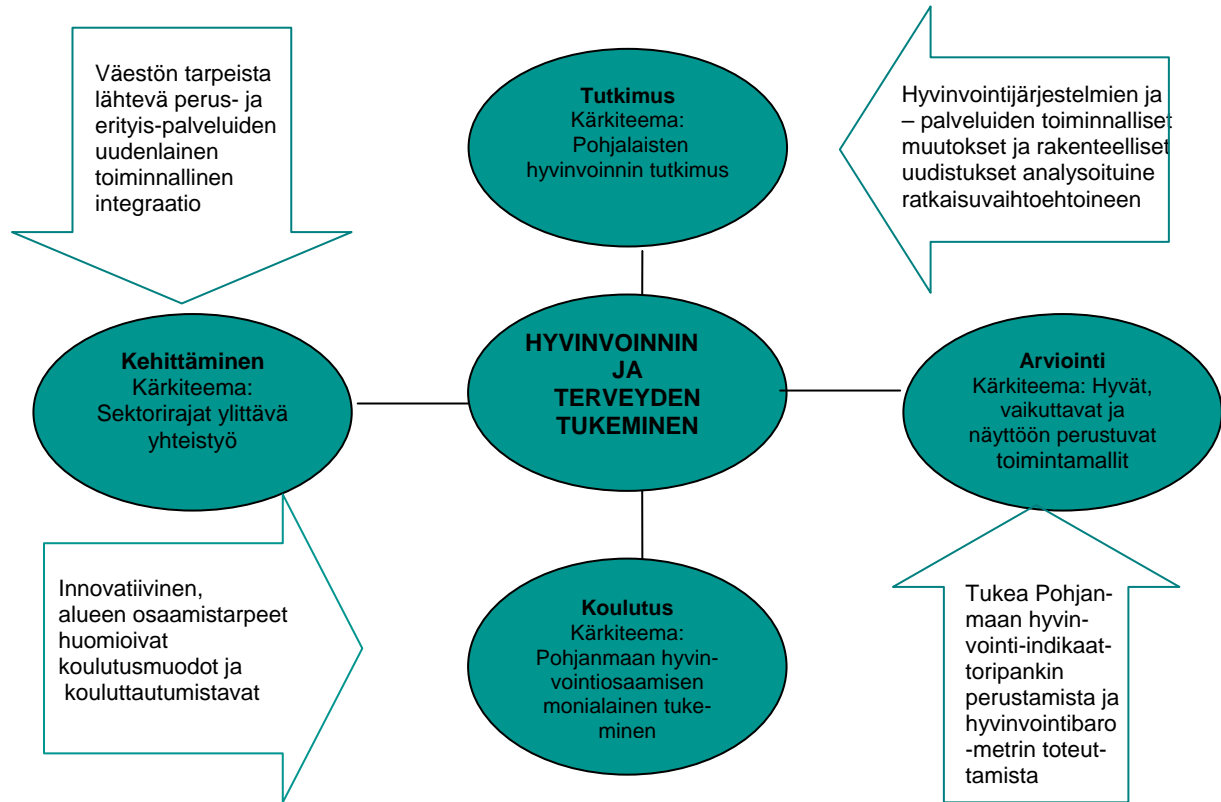 Väestön tarpeista
lähtevä perus- ja
erityis-palveluiden
uudenlainen
toiminnallinen
integraatio
Tutkimus
Kärkiteema:
Pohjalaisten
hyvinvoinnin tutkimus
Hyvinvointijärjestelmien ja
– palveluiden toiminnalliset
muutokset ja rakenteelliset
uudistukset analysoituine
ratkaisuvaihtoehtoineen
Kehittäminen
Kärkiteema:
Sektorirajat ylittävä
yhteistyö
HYVINVOINNIN
JA
TERVEYDEN
TUKEMINEN
Arviointi
Kärkiteema: Hyvät,
vaikuttavat ja
näyttöön perustuvat
toimintamallit
Innovatiivinen,
alueen osaamistarpeet
huomioivat
koulutusmuodot ja
kouluttautumistavat
Koulutus
Kärkiteema:
Pohjanmaan hyvin-
vointiosaamisen
monialainen tuke-
minen
Tukea Pohjan-
maan hyvin-
vointi-indikaat-
toripankin
perustamista ja
hyvinvointibaro
-metrin toteut-
tamista